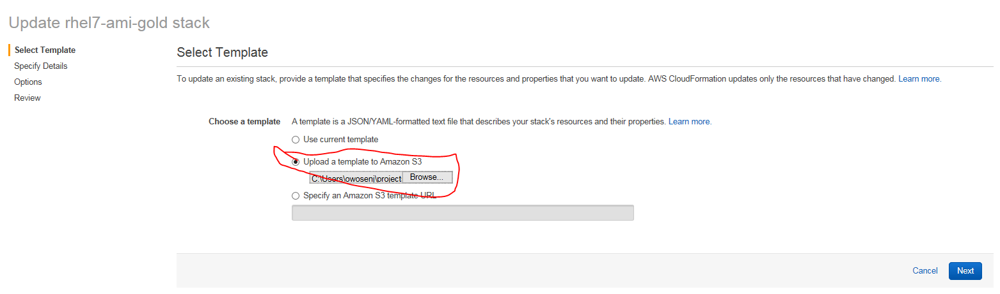 Update rhel7-ami-gold stack
Select Template
Specify Details
Options
Review
Select Template
To update an existing stack, provide a template that specifies the changes for the resources and properties that you want to update. AWS CloudFormation updates only the resources that have changed. Learn more.
Choose a template A template is a JSON/YAML-formatted text file that describes your stack's resources and their properties. Learn more.
Use current template
Upload a template to Amazon S3
C:\Users\owosenj\project Browse...
Specify an Amazon S3 template URL
Cancel Next